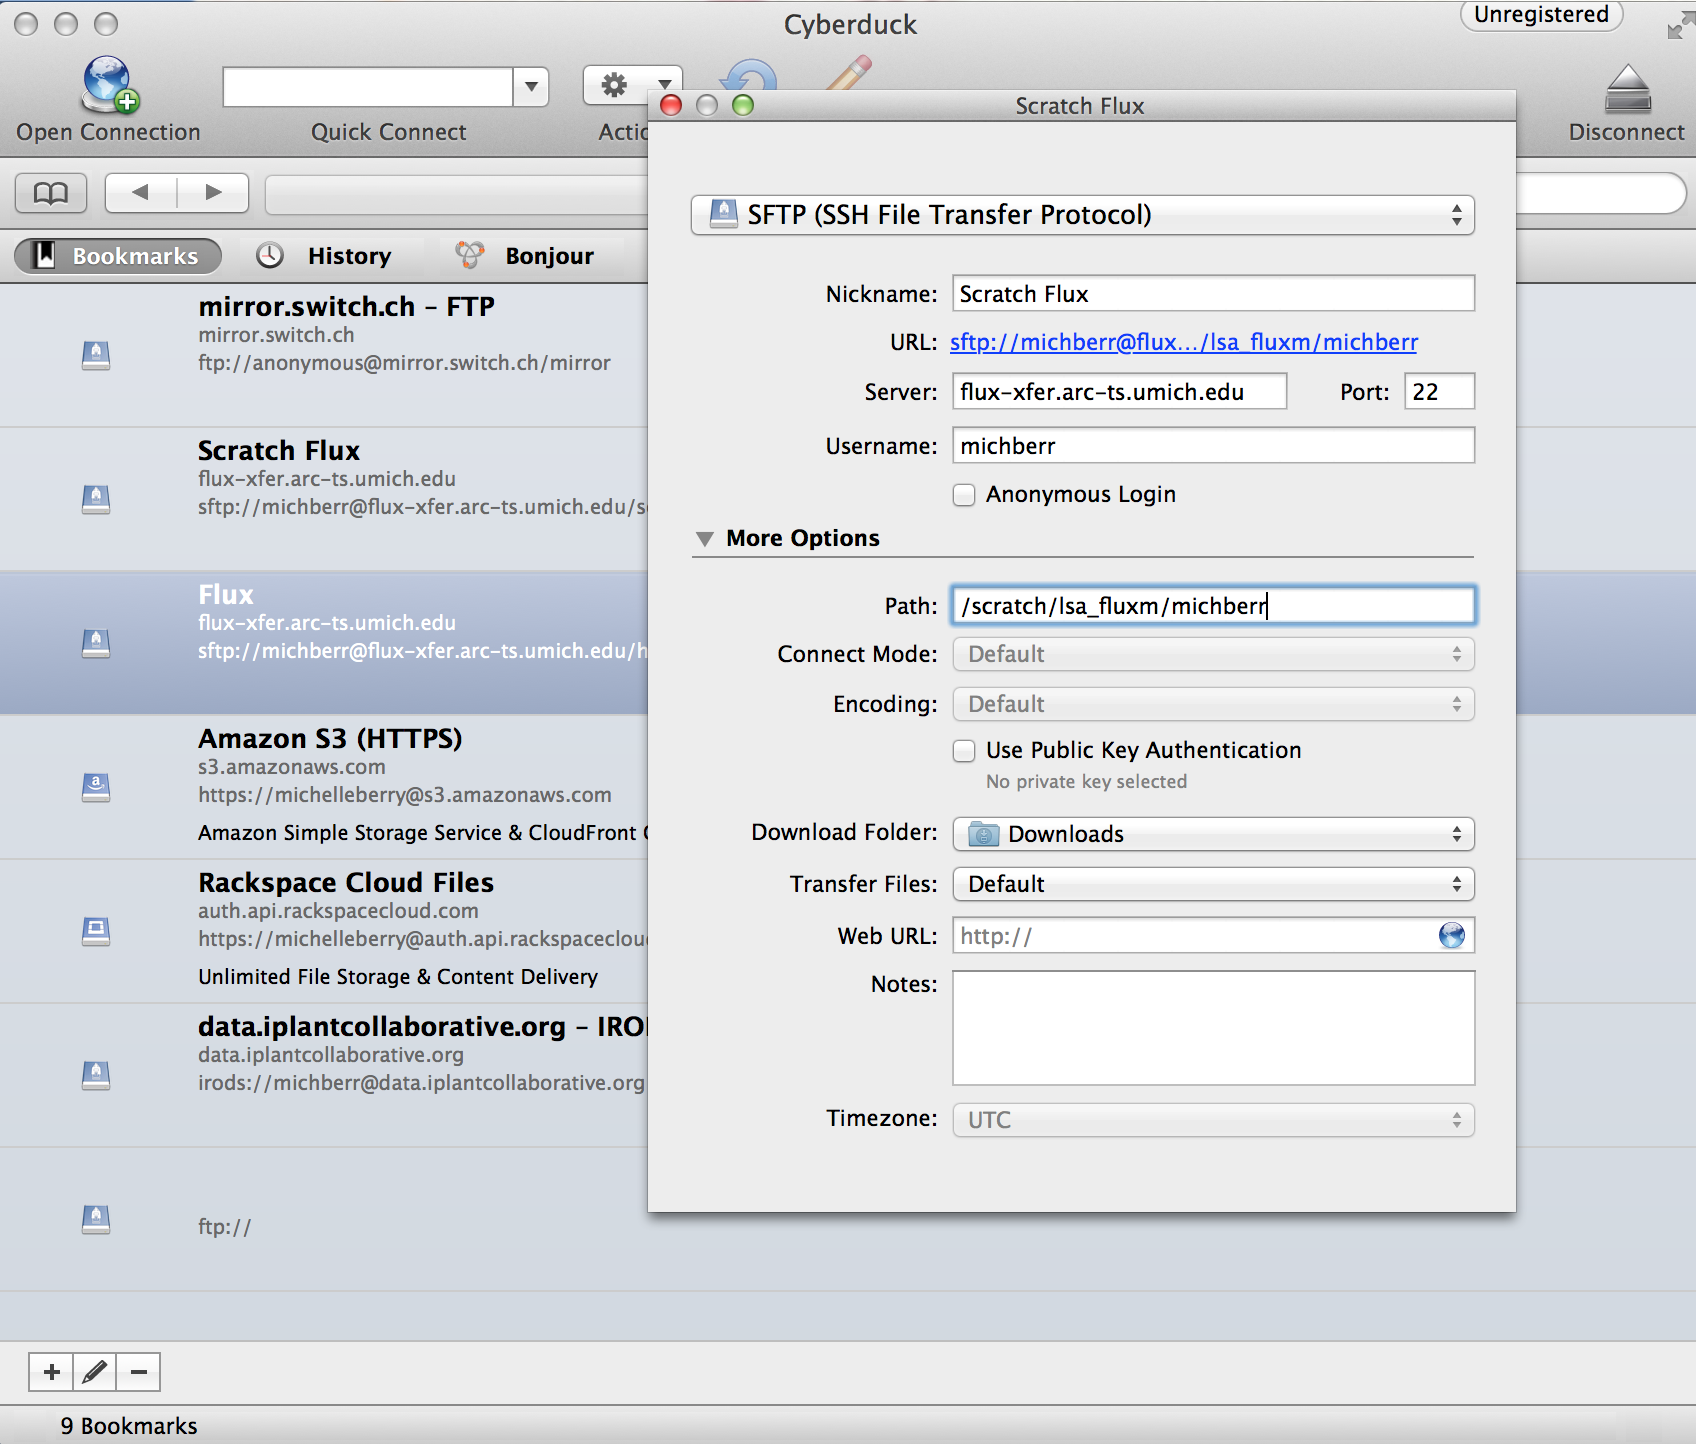 Cyberduck
Unregistered
Open Connection
Quick Connect
Disconnect
Scratch Flux
SFTP (SSH File Transfer Protocol)
Bookmarks
History
Bonjour
mirror.switch.ch – FTP
mirror.switch.ch
ftp://anonymous@mirror.switch.ch/mirror
Scratch Flux
flux-xfer.arc-ts.umich.edu
sftp://michberr@flux-xfer.arc-ts.umich.edu/s
Flux
flux-xfer.arc-ts.umich.edu
sftp://michberr@flux-xfer.arc-ts.umich.edu/h
Amazon S3 (HTTPS)
s3.amazonaws.com
https://michelleberry@s3.amazonaws.com
Amazon Simple Storage Service & CloudFront
Rackspace Cloud Files
auth.api.rackspacecloud.com
https://michelleberry@auth.api.rackspaceclou
Unlimited File Storage & Content Delivery
data.iplantcollaborative.org – IRO
data.iplantcollaborative.org
irods://michberr@data.iplantcollaborative.org
ftp://
9 Bookmarks
Nickname: Scratch Flux
URL: sftp://michberr@flux.../lsa_fluxm/michberr
Server: flux-xfer.arc-ts.umich.edu Port: 22
Username: michberr
Anonymous Login
More Options
Path: /scratch/lsa_fluxm/michberr
Connect Mode: Default
Encoding: Default
Use Public Key Authentication
No private key selected
Download Folder: Downloads
Transfer Files: Default
Web URL: http://
Notes:
Timezone: UTC